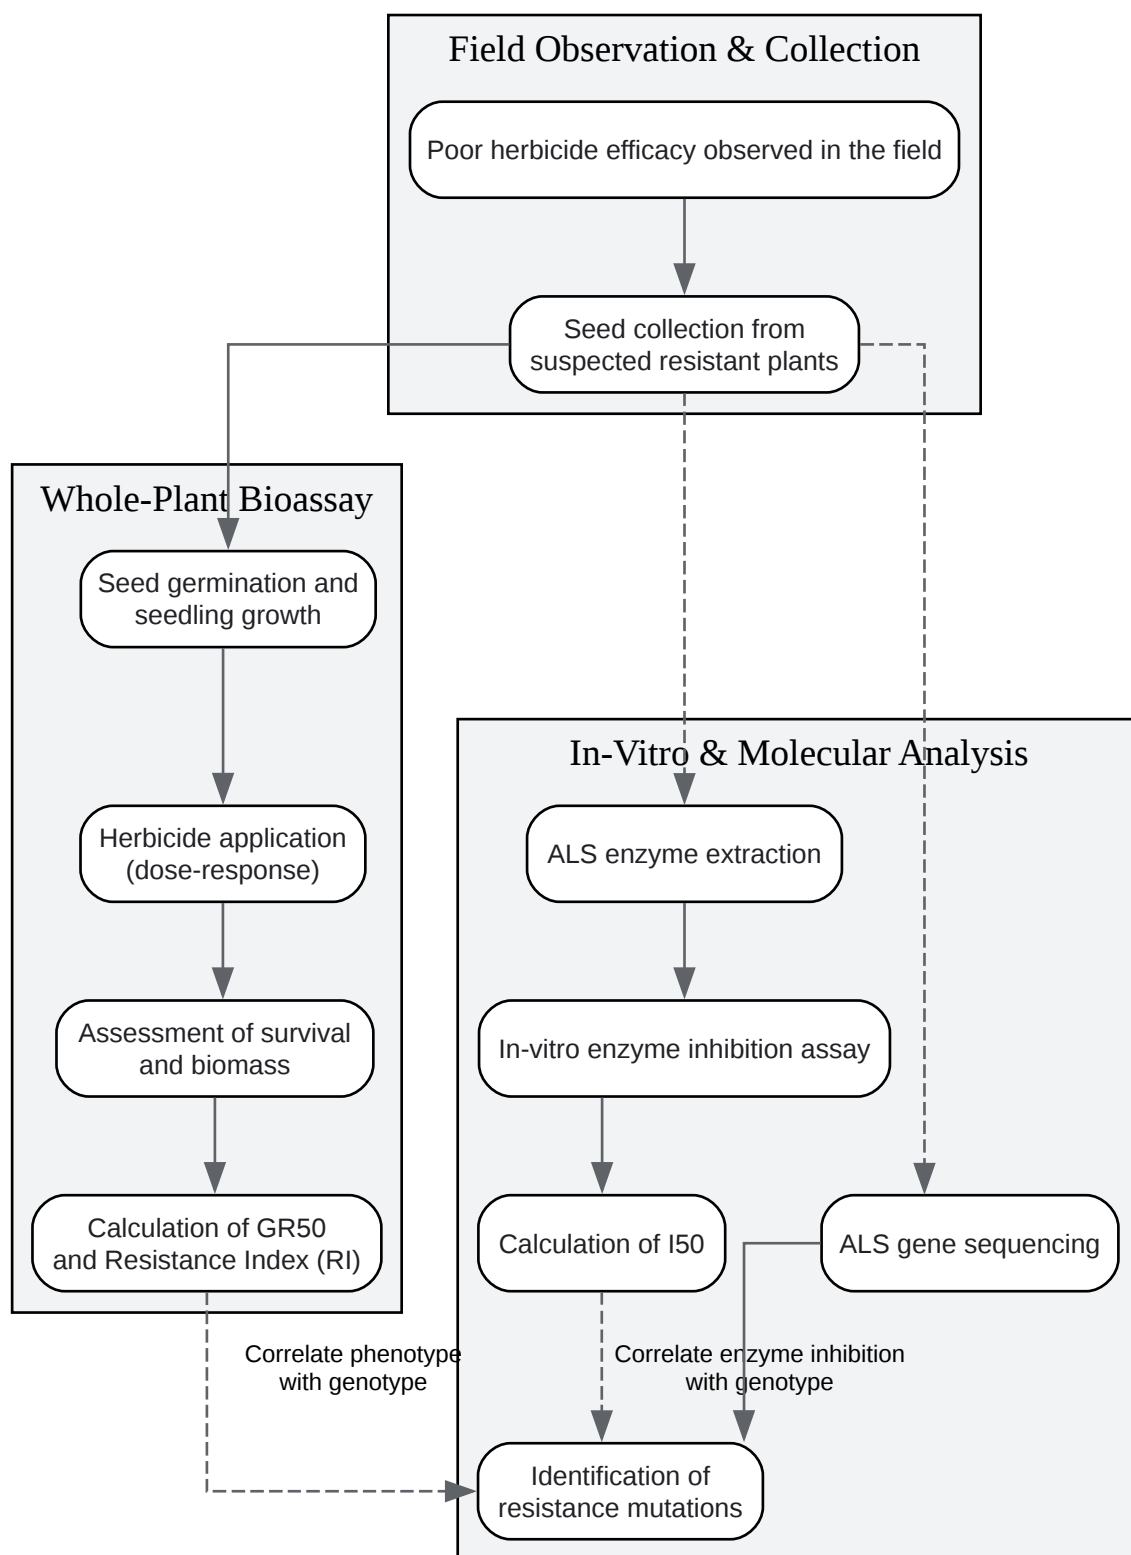 Field Observation & Collection
Poor herbicide efficacy observed in the field
Seed collection from
suspected resistant plants
Whole-Plant Bioassay
Seed germination and
seedling growth
Herbicide application
(dose-response)
Assessment of survival
and biomass
Calculation of GR50
and Resistance Index (RI)
Correlate phenotype
with genotype
In-Vitro & Molecular Analysis
ALS enzyme extraction
In-vitro enzyme inhibition assay
Calculation of I50
ALS gene sequencing
Correlate enzyme inhibition
with genotype
Identification of
resistance mutations